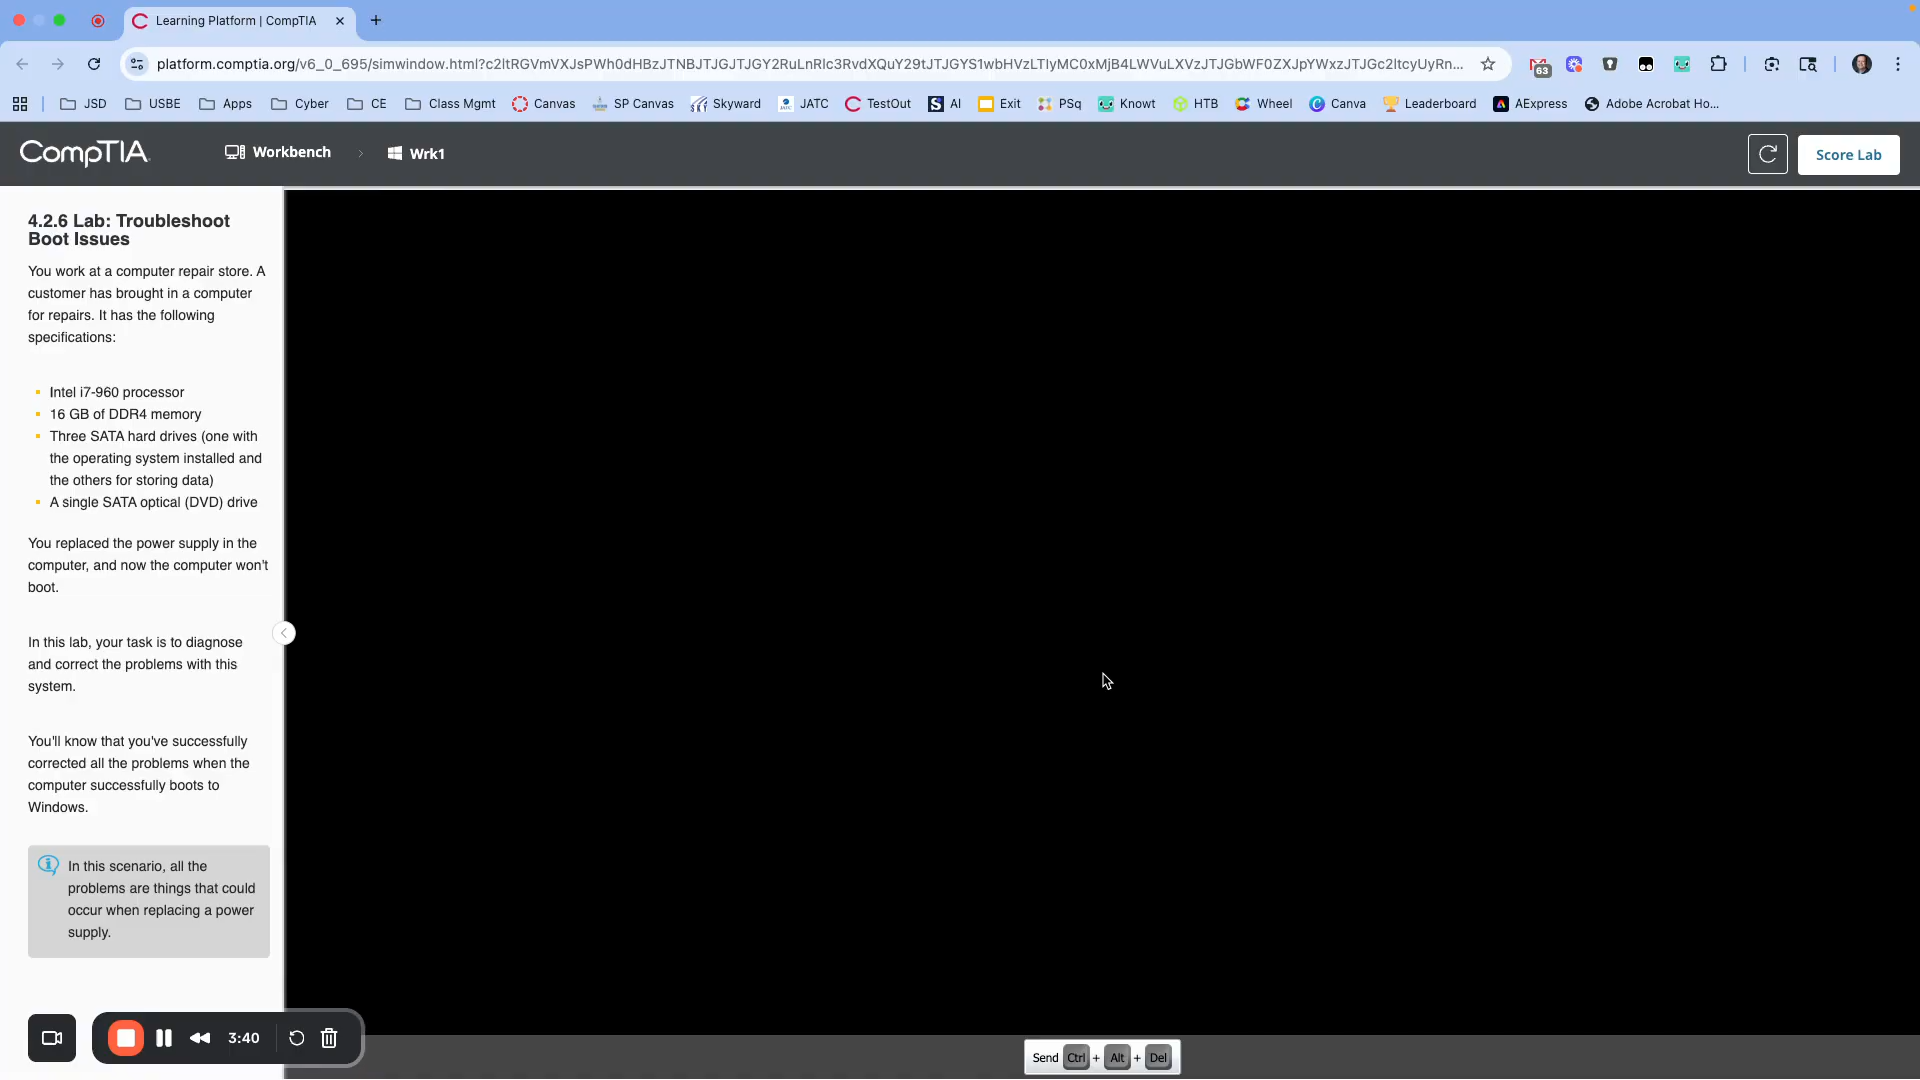 Learning Platform | CompTIA
platform.comptia.org/v6_0_695/simwindow.html?c2ltRGVmVXJsPWh0dHBzJTNBJTJGJTJGY2RuLnRlc3RvdXQuY29tJTJGYS1wbHVzLTIyMC0xMjB4LWVuLXVzJTJGbWF0ZXJpYWxzJTJGc2ltcyUyRn...
63
JSD
USBE
Apps
Cyber
CE
Class Mgmt
Canvas
SP Canvas
Skyward
JATC
TestOut
AI
Exit
PSq
Knowt
HTB
Wheel
Canva
Leaderboard
AExpress
Adobe Acrobat Ho...
CompTIA
Workbench
Wrk1
Score Lab
4.2.6 Lab: Troubleshoot
Boot Issues
You work at a computer repair store. A
customer has brought in a computer
for repairs. It has the following
specifications:
Intel i7-960 processor
16 GB of DDR4 memory
Three SATA hard drives (one with
the operating system installed and
the others for storing data)
A single SATA optical (DVD) drive
You replaced the power supply in the
computer, and now the computer won't
boot.
In this lab, your task is to diagnose
and correct the problems with this
system.
You'll know that you've successfully
corrected all the problems when the
computer successfully boots to
Windows.
In this scenario, all the
problems are things that could
occur when replacing a power
supply.
3:40
Send Ctrl + Alt + Del